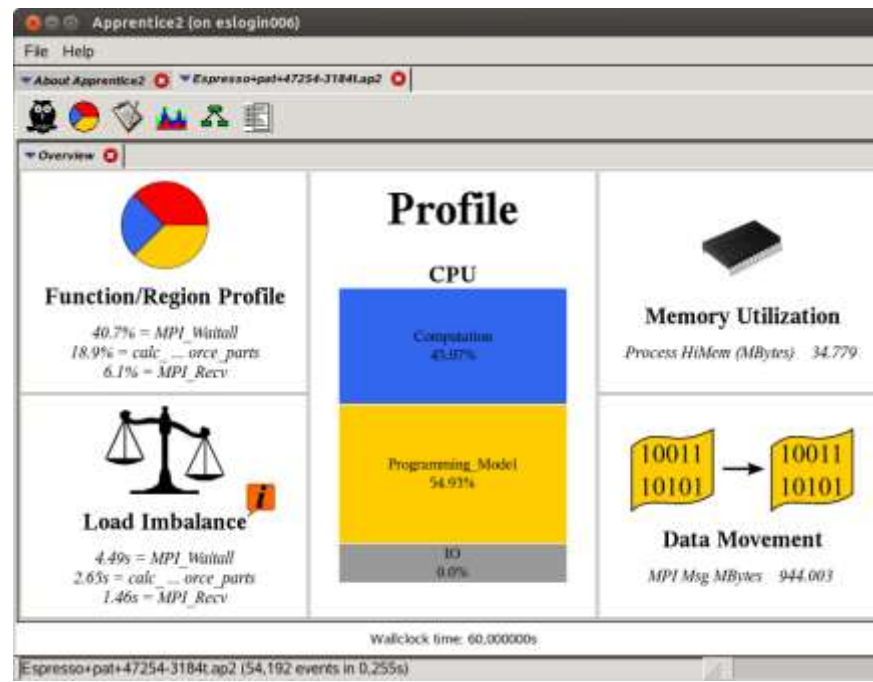 Apprentice2 (on eslogin006)
File Help
About Apprentice2 Espresso+pat+47254-3184t.ap2
Overview
Function/Region Profile
40.7% = MPI_Waitall
18.9% = calc_ ... orce_parts
6.1% = MPI_Recv
Load Imbalance
i
4.49s = MPI_Waitall
2.65s = calc_ ... orce_parts
1.46s = MPI_Recv
Profile
CPU
Computation
Programming_Model
54.93%
IO
0.0%
Memory Utilization
Process HiMem (MBytes) 34.779
10011
10101
10011
10101
Data Movement
MPI Msg MBytes 944.003
Wallclock time: 60,000000s
Espresso+pat+47254-3184t.ap2 (54,192 events in 0,255s)